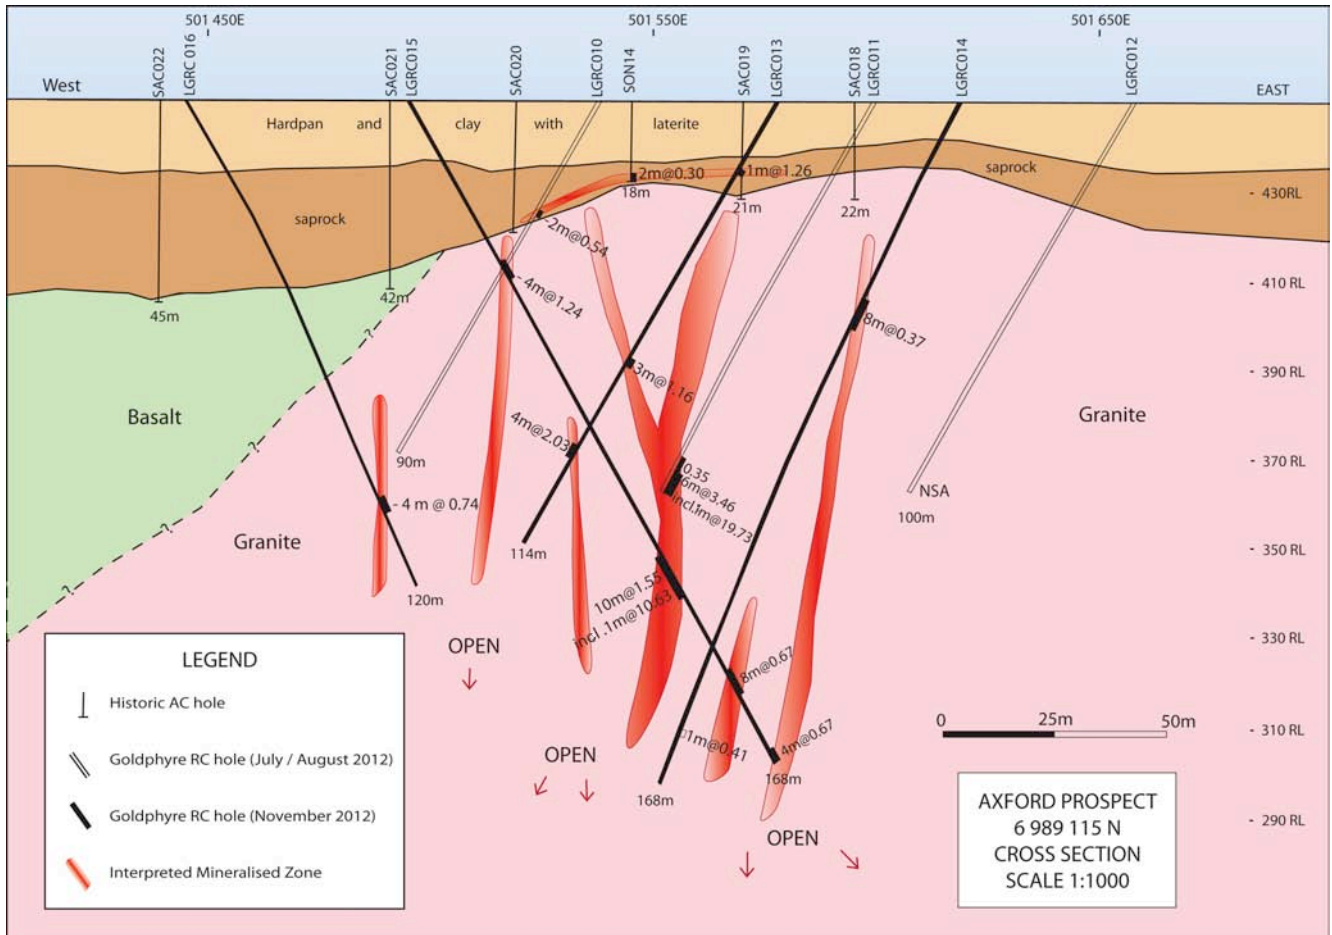 501 450E
501 550E
501 650E
SAC022
LGRC 016
SAC021
LGRC015
SAC020
LGRC010
SON14
SAC019
LGRC013
SAC018
LGRC011
LGRC014
LGRC012
West
EAST
Hardpan and clay with laterite
saprock
saprock
2m@0.30
18m
1m@1.26
21m
22m
- 430RL
-2m@0.54
- 4m@1.24
42m
45m
- 410 RL
8m@0.37
- 390 RL
3m@1.16
Basalt
Granite
4m@2.03
90m
- 370 RL
0.35
6m@3.46
incl.1m@19.73
NSA
100m
- 4 m @ 0.74
Granite
114m
- 350 RL
10m@1.55
incl .1m@10.63
120m
- 330 RL
OPEN
8m@0.67
1m@0.41
4m@0.67
168m
168m
- 310 RL
OPEN
OPEN
- 290 RL
0 25m 50m
LEGEND
Historic AC hole
Goldphyre RC hole (July / August 2012)
Goldphyre RC hole (November 2012)
Interpreted Mineralised Zone
AXFORD PROSPECT
6 989 115 N
CROSS SECTION
SCALE 1:1000
?
?
?
?
?